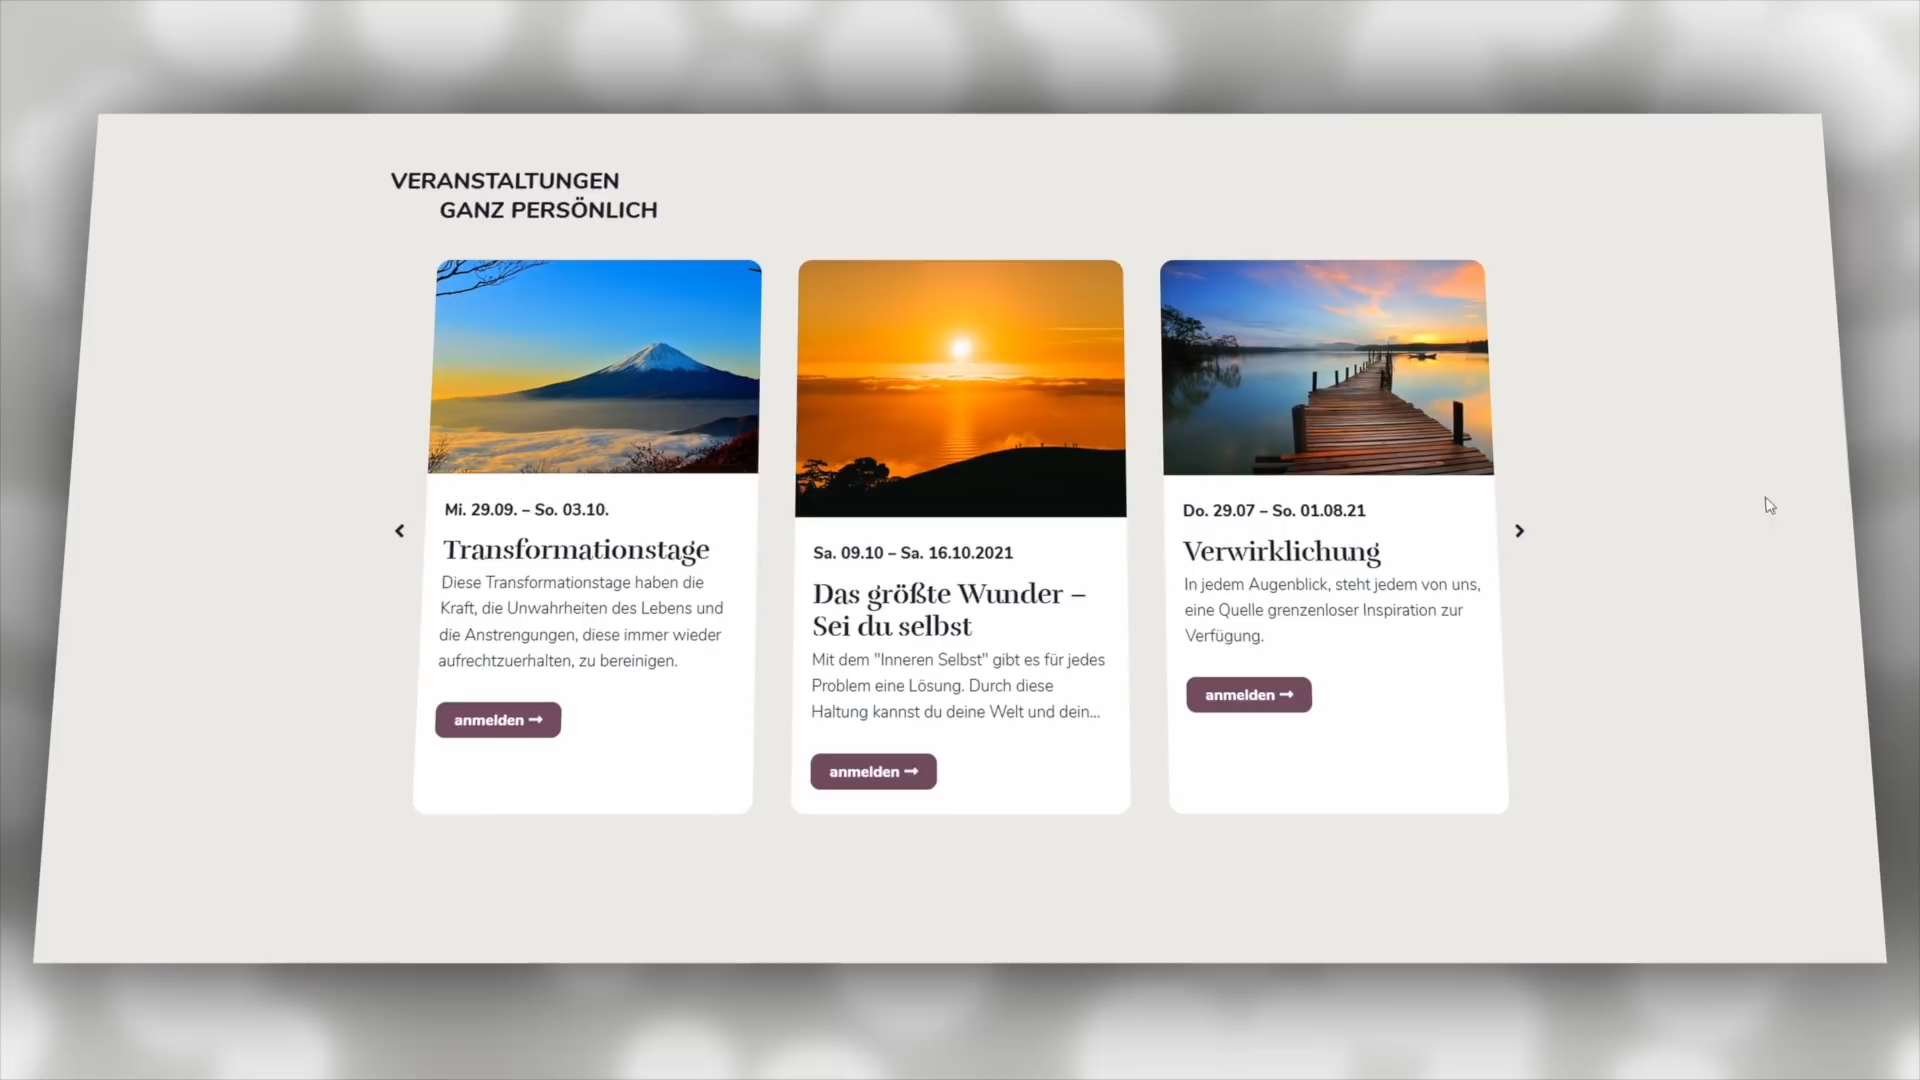 VERANSTALTUNGEN
GANZ PERSÖNLICH
Mi. 29.09. – So. 03.10.
Transformationstage
Diese Transformationstage haben die
Kraft, die Unwahrheiten des Lebens und
die Anstrengungen, diese immer wieder
aufrechtzuerhalten, zu bereinigen.
anmelden
Sa. 09.10 – Sa. 16.10.2021
Das größte Wunder –
Sei du selbst
Mit dem "Inneren Selbst" gibt es für jedes
Problem eine Lösung. Durch diese
Haltung kannst du deine Welt und dein...
anmelden
Do. 29.07 – So. 01.08.21
Verwirklichung
In jedem Augenblick, steht jedem von uns,
eine Quelle grenzenloser Inspiration zur
Verfügung.
anmelden